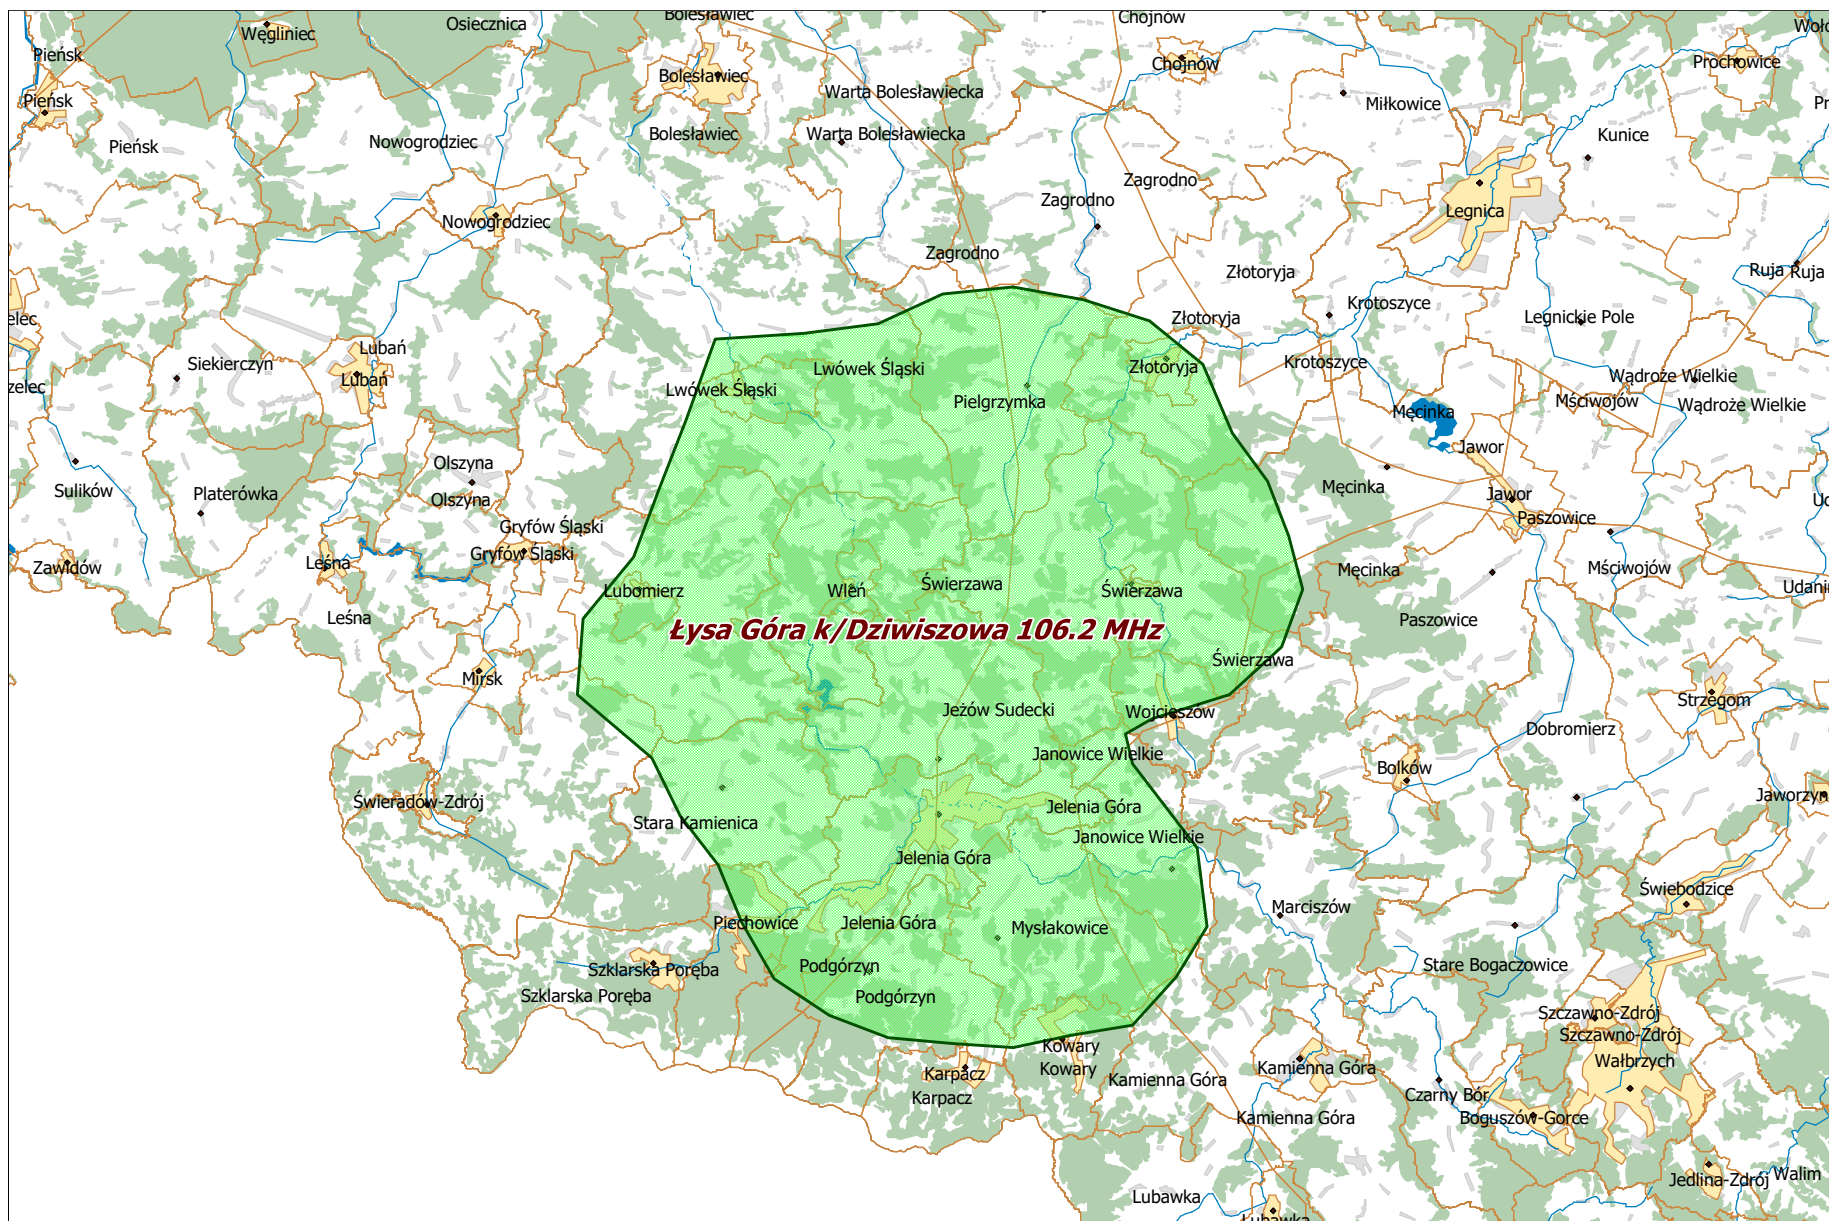 Osiecznica
Bolesławiec
Chojnów
Węgliniec
Pieńsk
Bolesławiec
Chojnów
Prochowice
Pieńsk
Warta Bolesławiecka
Miłkowice
Pieńsk
Nowogrodziec
Bolesławiec
Warta Bolesławiecka
Kunice
Zagrodno
Zagrodno
Nowogrodziec
Legnica
Zagrodno
Złotoryja
Ruja
Ruja
Krotoszyce
elec
Złotoryja
Legnickie Pole
Lubań
Siekierczyn
Lubań
Lwówek Śląski
Złotoryja
Krotoszyce
Wądroże Wielkie
zelec
Lwówek Śląski
Pielgrzymka
Męcinka
Mściwojów
Wądroże Wielkie
Jawor
Olszyna
Sulików
Platerówka
Olszyna
Męcinka
Jawor
Gryfów Śląski
Paszowice
Gryfów Śląski
Zawidów
Leśna
Męcinka
Mściwojów
Lubomierz
Wleń
Świerzawa
Świerzawa
Udanin
Leśna
Paszowice
Łysa Góra k/Dziwiszowa 106.2 MHz
Świerzawa
Mirsk
Strzegom
Jeżów Sudecki
Wojcieszów
Dobromierz
Janowice Wielkie
Bolków
Świeradów-Zdrój
Jelenia Góra
Jaworzyn
Stara Kamienica
Janowice Wielkie
Jelenia Góra
Świebodzice
Marciszów
Piechowice
Jelenia Góra
Mysłakowice
Szklarska Poręba
Podgórzyn
Stare Bogaczowice
Szklarska Poręba
Podgórzyn
Szczawno-Zdrój
Szczawno-Zdrój
Kowary
Wałbrzych
Karpacz
Kowary
Kamienna Góra
Kamienna Góra
Karpacz
Czarny Bór
Kamienna Góra
Boguszów-Gorce
Jedlina-Zdrój
Walim
Lubawka
Lubawka